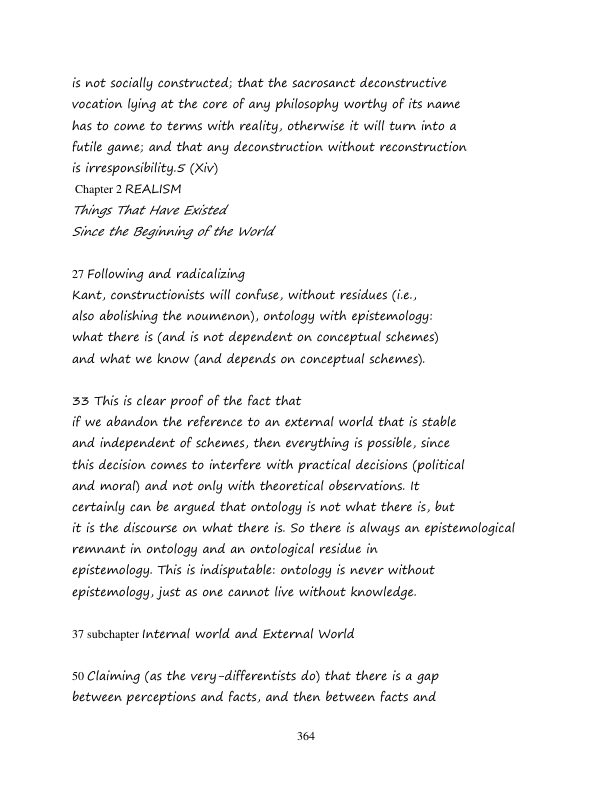 is not socially constructed; that the sacrosanct deconstructive
vocation lying at the core of any philosophy worthy of its name
has to come to terms with reality, otherwise it will turn into a
futile game; and that any deconstruction without reconstruction
is irresponsibility.5 (Xiv)
Chapter 2 REALISM
Things That Have Existed
Since the Beginning of the World
27 Following and radicalizing
Kant, constructionists will confuse, without residues (i.e.,
also abolishing the noumenon), ontology with epistemology:
what there is (and is not dependent on conceptual schemes)
and what we know (and depends on conceptual schemes).
33 This is clear proof of the fact that
if we abandon the reference to an external world that is stable
and independent of schemes, then everything is possible, since
this decision comes to interfere with practical decisions (political
and moral) and not only with theoretical observations. It
certainly can be argued that ontology is not what there is, but
it is the discourse on what there is. So there is always an epistemological
remnant in ontology and an ontological residue in
epistemology. This is indisputable: ontology is never without
epistemology, just as one cannot live without knowledge.
37 subchapter Internal world and External World
50 Claiming (as the very-differentists do) that there is a gap
between perceptions and facts, and then between facts and
364